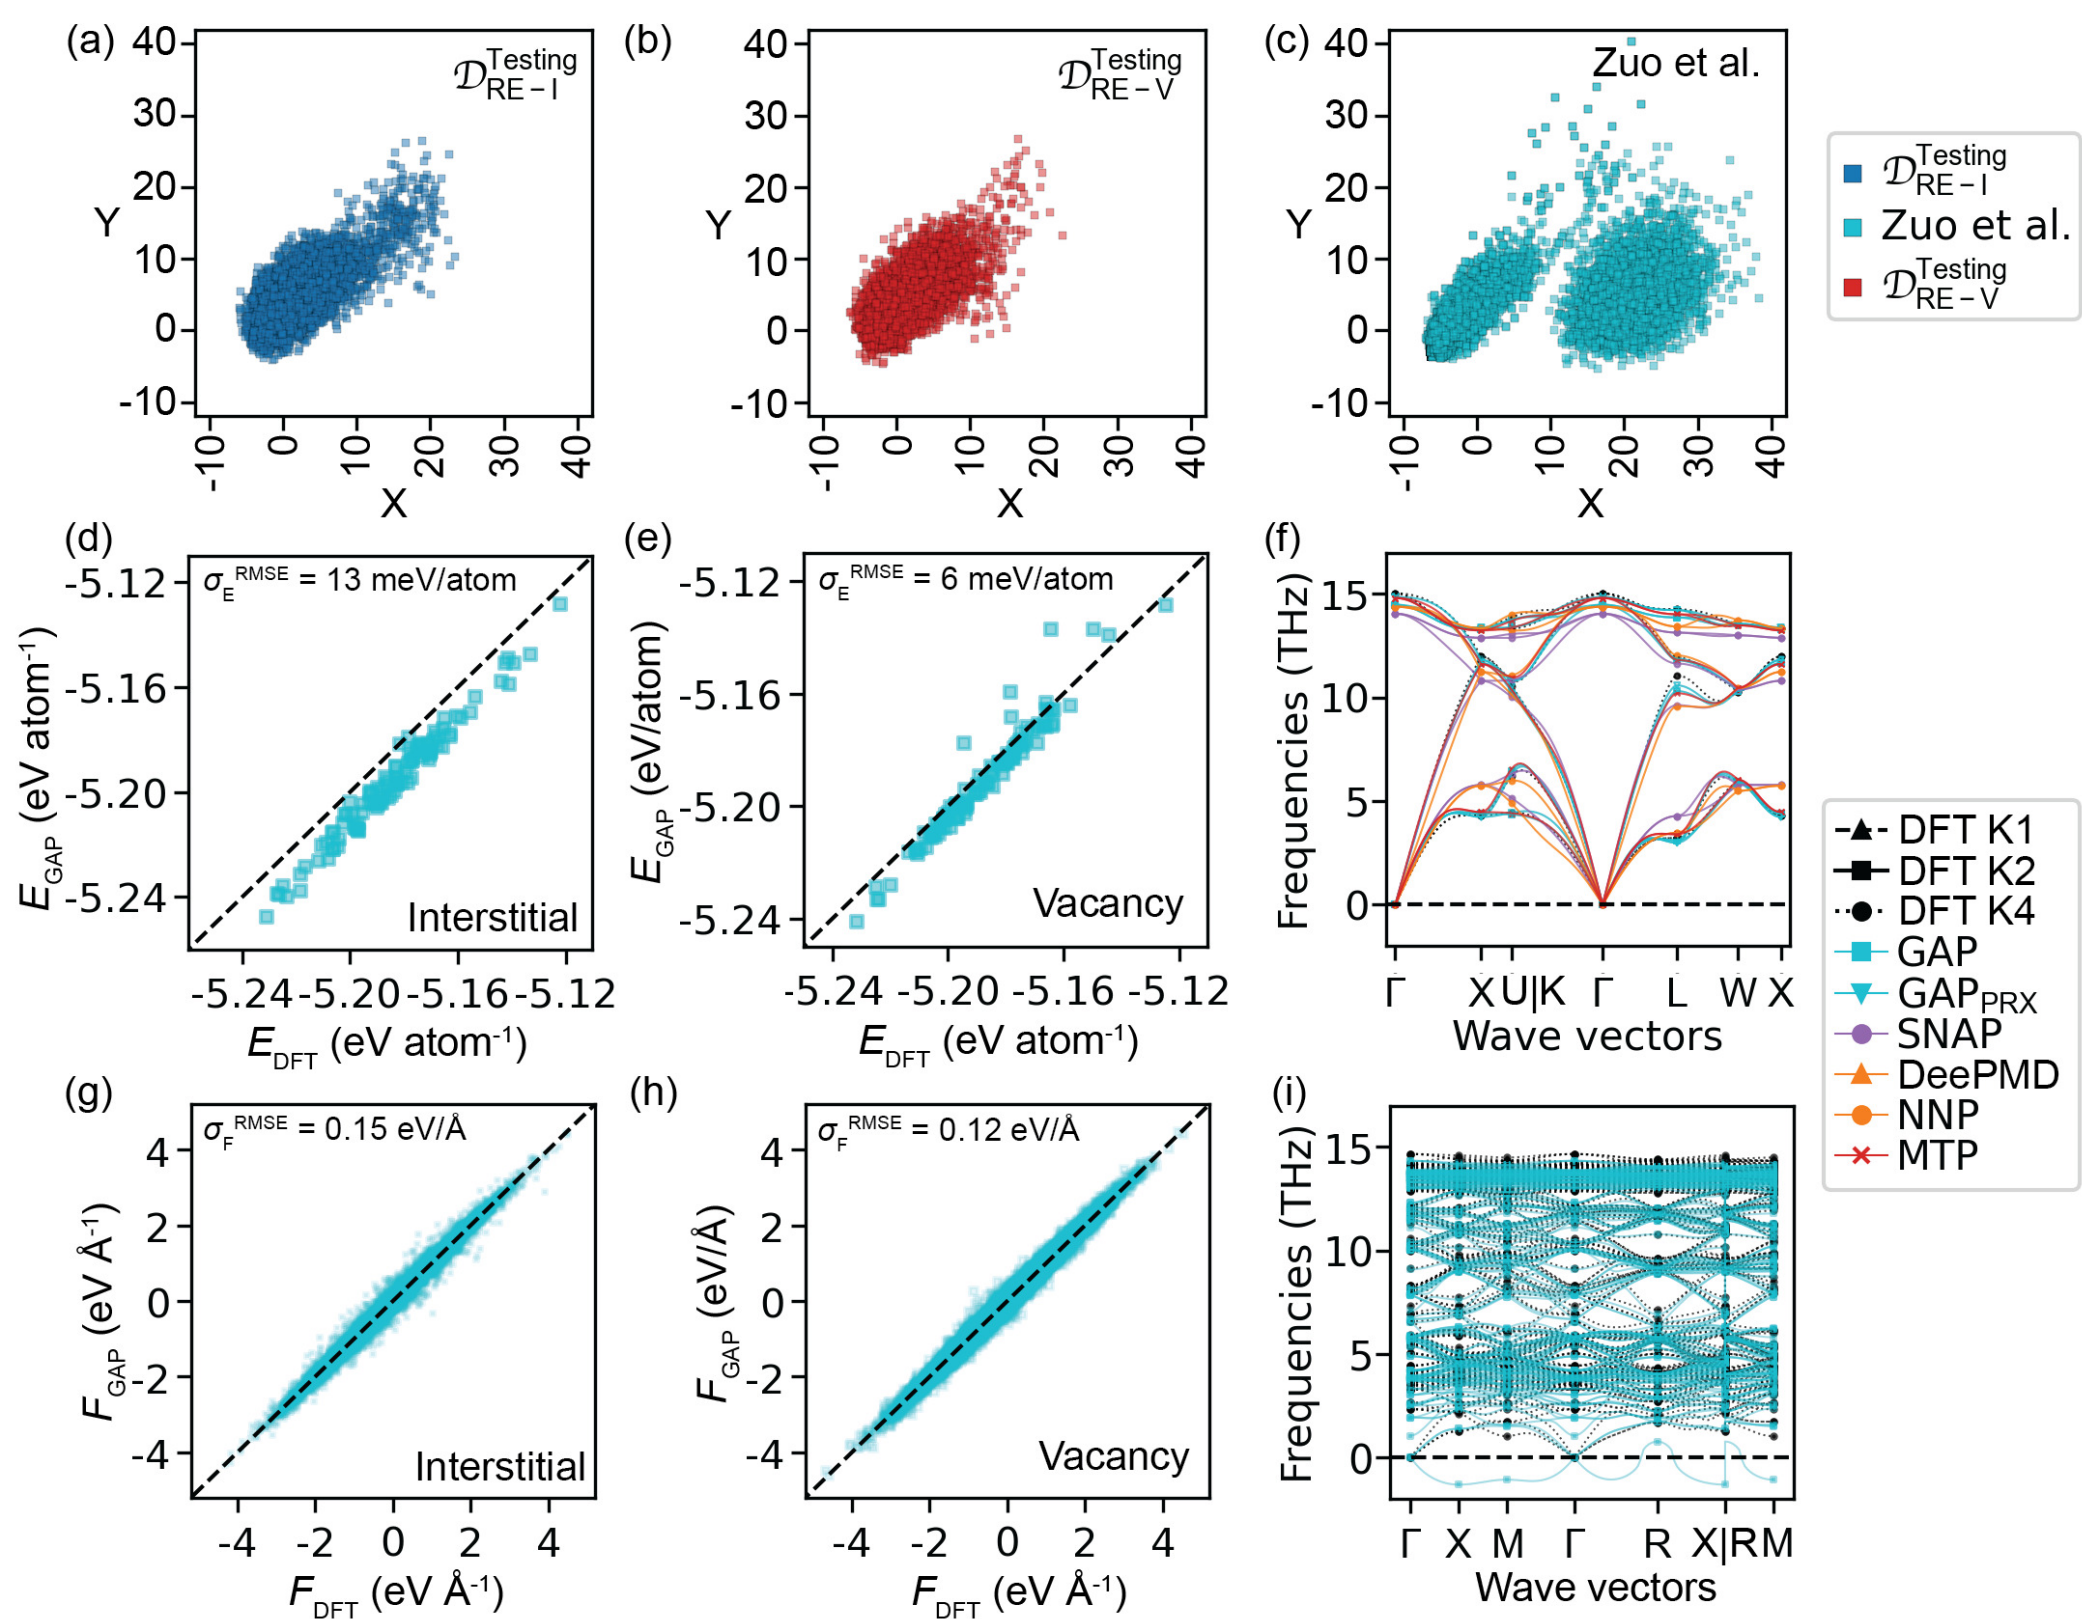 (a)
40
30
20
10
0
-10
Y
𝒟 Testing RE – I
-10 0 10 20 30 40
X
(b)
40
30
20
10
0
-10
Y
𝒟 Testing RE – V
-10 0 10 20 30 40
X
(c)
40
30
20
10
0
-10
Y
Zuo et al.
-10 0 10 20 30 40
X
𝒟 Testing RE – I
Zuo et al.
𝒟 Testing RE – V
(d)
σE RMSE = 13 meV/atom
-5.12
-5.16
-5.20
-5.24
EGAP (eV atom-1)
Interstitial
-5.24 -5.20 -5.16 -5.12
EDFT (eV atom-1)
(e)
σE RMSE = 6 meV/atom
-5.12
-5.16
-5.20
-5.24
EGAP (eV/atom)
Vacancy
-5.24 -5.20 -5.16 -5.12
EDFT (eV atom-1)
(f)
15
10
5
0
Frequencies (THz)
Γ X U|K Γ L W X
Wave vectors
DFT K1
DFT K2
DFT K4
GAP
GAPPRX
SNAP
DeePMD
NNP
MTP
(g)
σF RMSE = 0.15 eV/Å
4
2
0
-2
-4
FGAP (eV Å-1)
Interstitial
-4 -2 0 2 4
FDFT (eV Å-1)
(h)
σF RMSE = 0.12 eV/Å
4
2
0
-2
-4
FGAP (eV/Å)
Vacancy
-4 -2 0 2 4
FDFT (eV Å-1)
(i)
15
10
5
0
Frequencies (THz)
Γ X M Γ R X|R M
Wave vectors